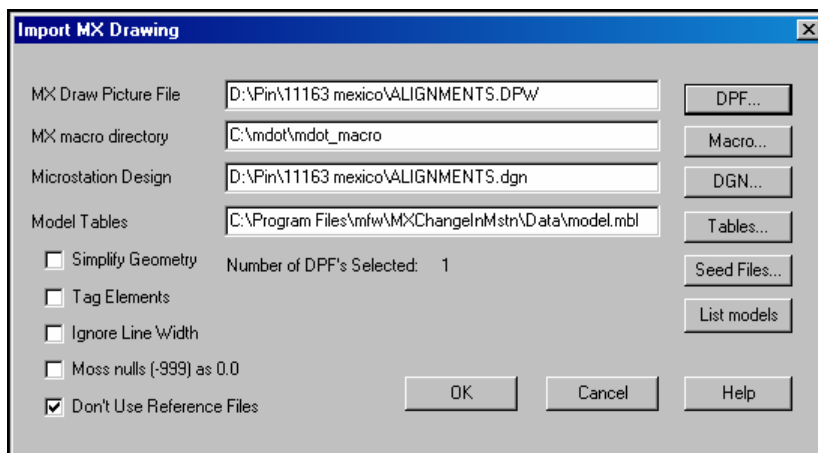 Import MX Drawing
MX Draw Picture File D:\Pin\11163 mexico\ALIGNMENTS.DPW DPF...
MX macro directory C:\mdot\mdot_macro Macro...
Microstation Design D:\Pin\11163 mexico\ALIGNMENTS.dgn DGN...
Model Tables C:\Program Files\mfw\MXChangeInMstn\Data\model.mbl Tables...
Simplify Geometry Number of DPF's Selected: 1 Seed Files...
Tag Elements
Ignore Line Width List models
Moss nulls (-999) as 0.0
Don't Use Reference Files OK Cancel Help